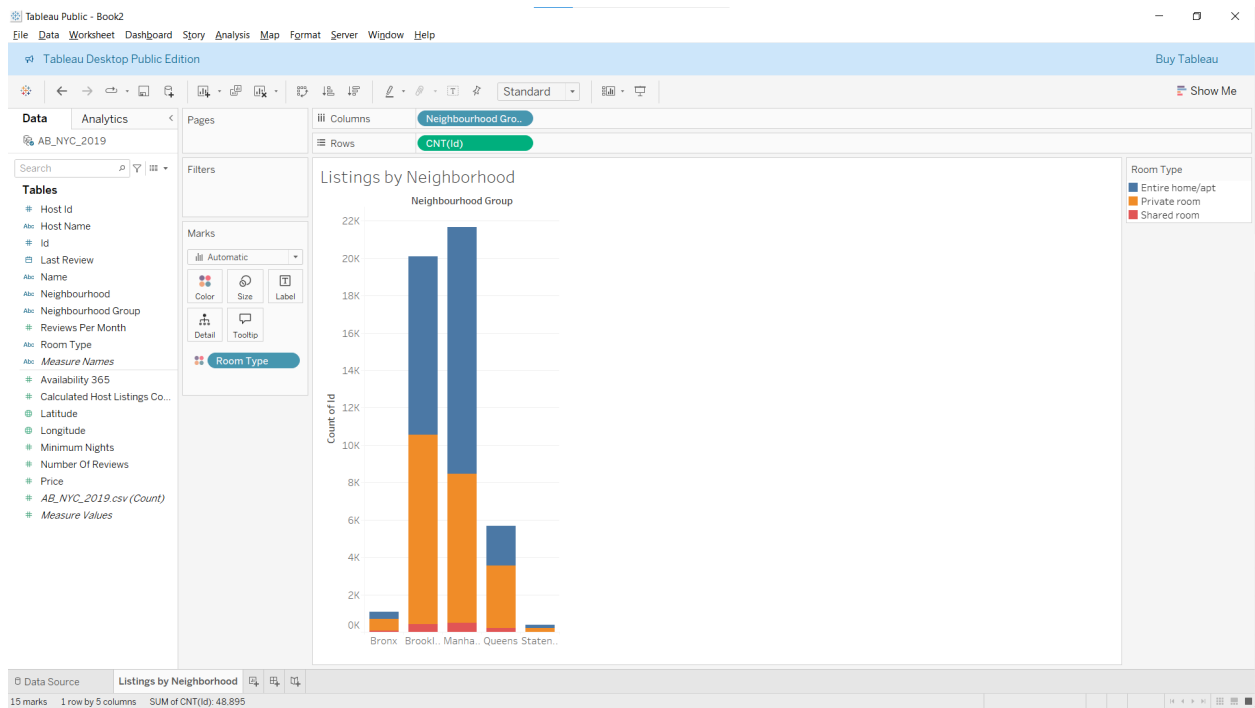 Tableau Public - Book2
File Data Worksheet Dashboard Story Analysis Map Format Server Window Help
Tableau Desktop Public Edition
Buy Tableau
Standard
Show Me
Data
Analytics
AB_NYC_2019
Search
Tables
# Host Id
Abc Host Name
# Id
Last Review
Abc Name
Abc Neighbourhood
Abc Neighbourhood Group
# Reviews Per Month
Abc Room Type
Abc Measure Names
# Availability 365
# Calculated Host Listings Co...
Latitude
Longitude
# Minimum Nights
# Number Of Reviews
# Price
# AB_NYC_2019.csv (Count)
# Measure Values
Pages
Filters
Marks
Automatic
Color
Size
T
Label
Detail
Tooltip
Room Type
Columns
Neighbourhood Gro..
Rows
CNT(Id)
Listings by Neighborhood
Neighbourhood Group
Count of Id
22K
20K
18K
16K
14K
12K
10K
8K
6K
4K
2K
0K
Bronx Brookl.. Manha.. Queens Staten..
Room Type
Entire home/apt
Private room
Shared room
Data Source
Listings by Neighborhood
15 marks 1 row by 5 columns SUM of CNT(Id): 48,895